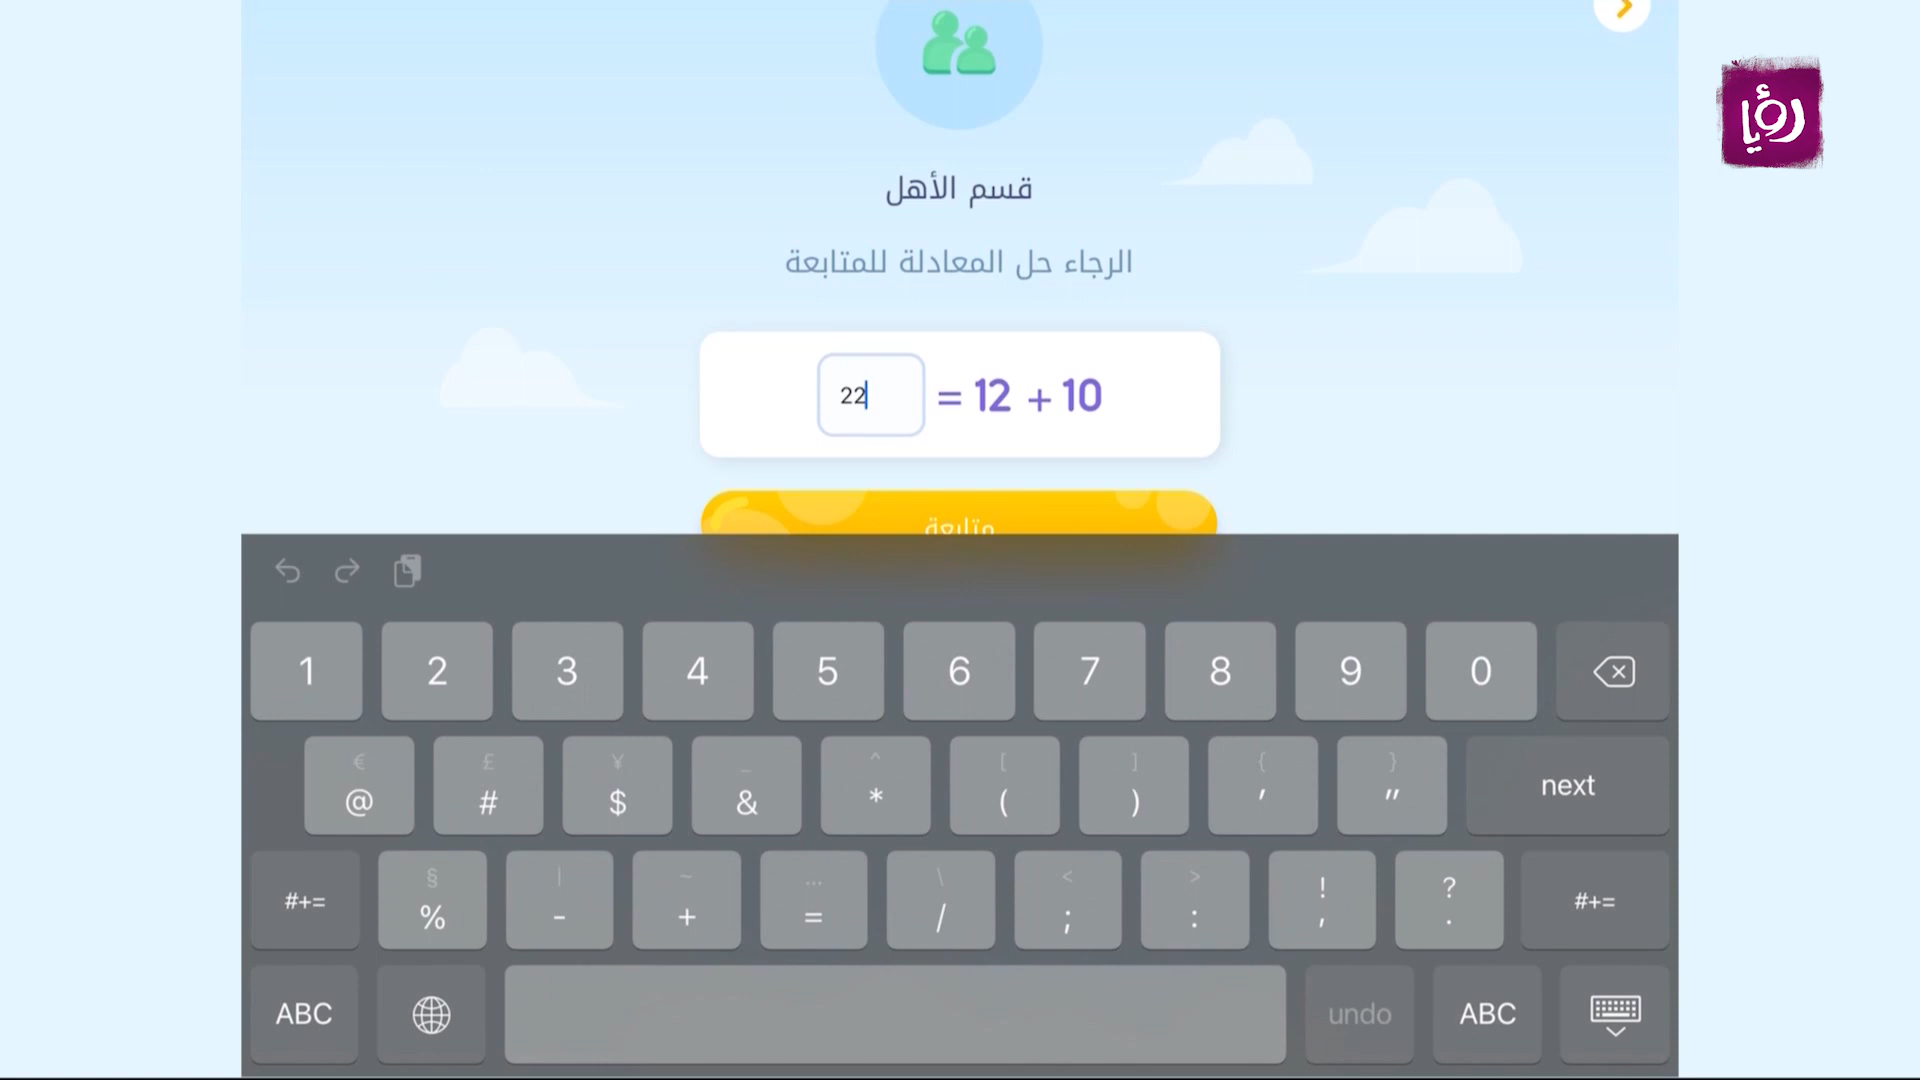 رؤيا
قسم الأهل
الرجاء حل المعادلة للمتابعة
10 + 12 = 22
متابعة
1 2 3 4 5 6 7 8 9 0
€ £ ¥ _ ^ [ ] { }
@ # $ & * ( ) ' " next
§ | ~ … \ < > ! ?
#+= % - + = / ; : , . #+=
ABC undo ABC